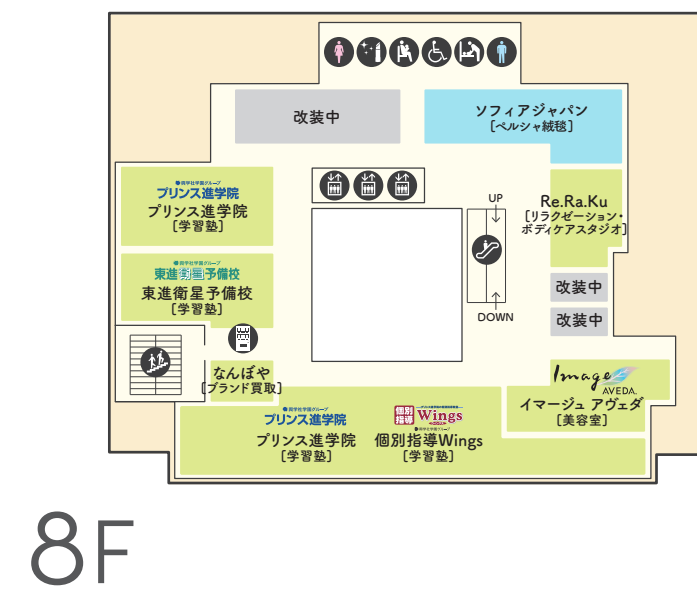 改装中
ソフィアジャパン
［ペルシャ絨毯］
プリンス進学院
プリンス進学院
［学習塾］
UP
Re.Ra.Ku
［リラクゼーション・
ボディケアスタジオ］
東進衛星予備校
東進衛星予備校
［学習塾］
改装中
改装中
DOWN
なんぼや
［ブランド買取］
Image
AVEDA.
イマージュ アヴェダ
［美容室］
プリンス進学院
プリンス進学院
［学習塾］
個別
指導
Wings
個別指導Wings
［学習塾］
8F